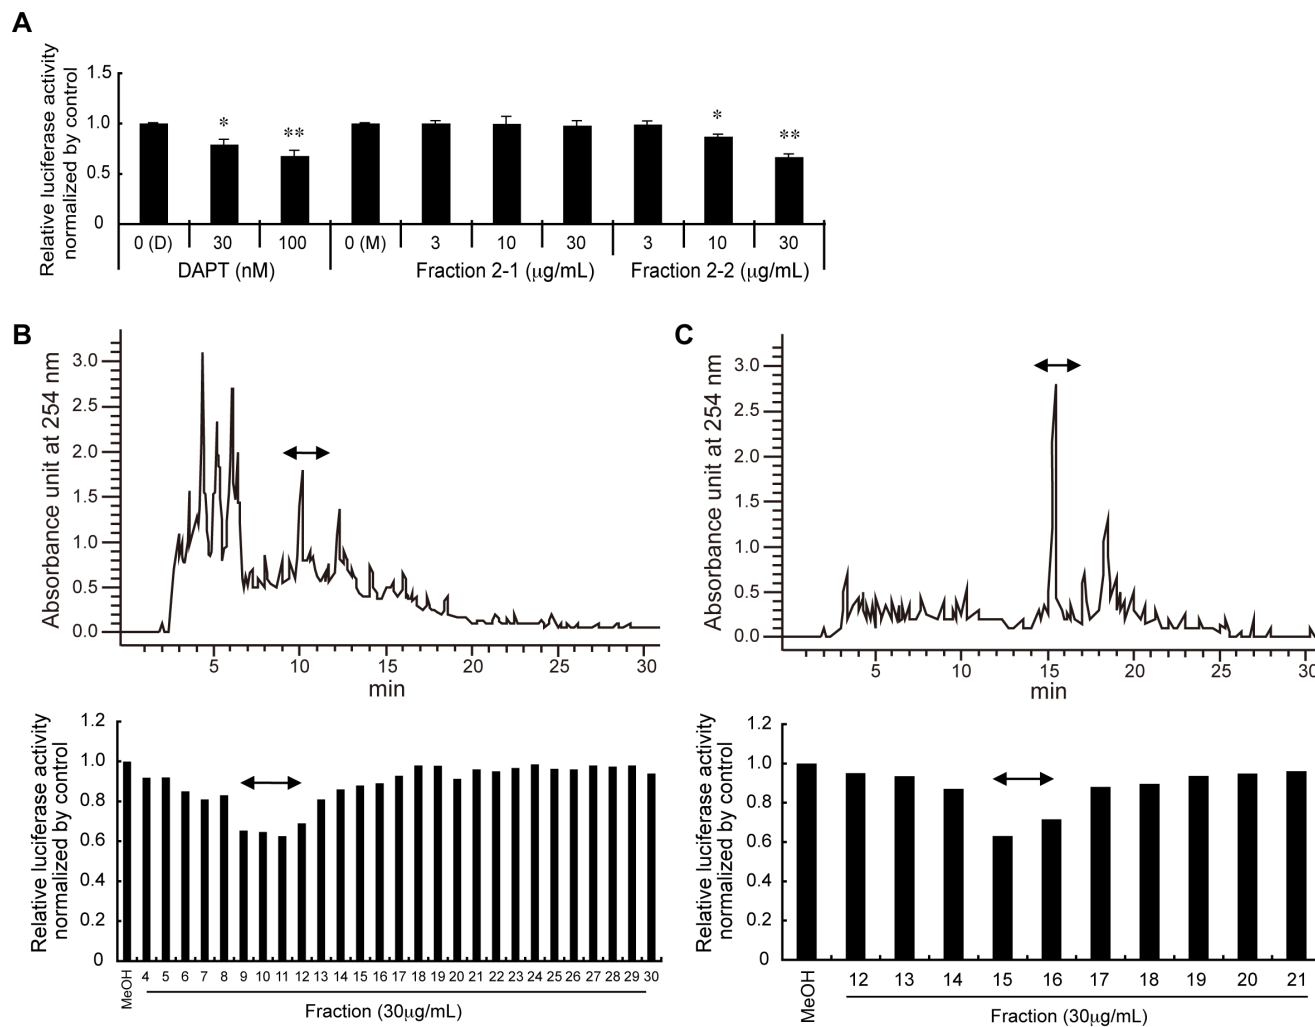 A
Relative luciferase activity
normalized by control
1.5
1.0
0.5
0
* ** * **
0 (D) 30 100 0 (M) 3 10 30 3 10 30
DAPT (nM) Fraction 2-1 (μg/mL) Fraction 2-2 (μg/mL)
B
Absorbance unit at 254 nm
3.0
2.5
2.0
1.5
1.0
0.5
0.0
5 10 15 20 25 30
min
Relative luciferase activity
normalized by control
1.2
1.0
0.8
0.6
0.4
0.2
0
MeOH 4 5 6 7 8 9 10 11 12 13 14 15 16 17 18 19 20 21 22 23 24 25 26 27 28 29 30
Fraction (30μg/mL)
C
Absorbance unit at 254 nm
3.0
2.5
2.0
1.5
1.0
0.5
0.0
5 10 15 20 25 30
min
Relative luciferase activity
normalized by control
1.2
1.0
0.8
0.6
0.4
0.2
0
MeOH 12 13 14 15 16 17 18 19 20 21
Fraction (30μg/mL)